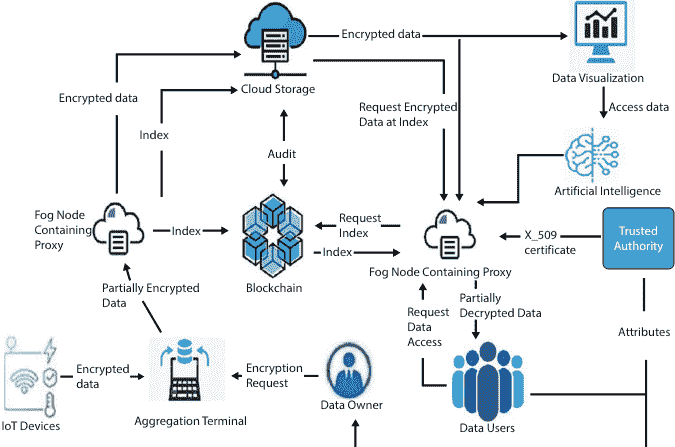 Encrypted data
Cloud Storage
Data Visualization
Encrypted data
Request Encrypted
Data at Index
Access data
Index
Audit
Artificial Intelligence
Fog Node
Containing
Proxy
Index
Request
Index
Index
X_509
certificate
Trusted
Authority
Blockchain
Fog Node Containing Proxy
Partially Encrypted
Data
Request
Data
Access
Partially
Decrypted Data
Attributes
Encrypted
data
Encryption
Request
IoT Devices
Aggregation Terminal
Data Owner
Data Users